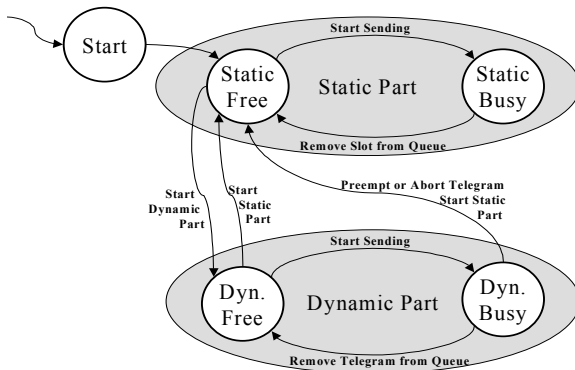 Start
Start Sending
Static
Free
Static Part
Static
Busy
Remove Slot from Queue
Start
Dynamic
Part
Start
Static
Part
Preempt or Abort Telegram
Start Static
Part
Start Sending
Dyn.
Free
Dynamic Part
Dyn.
Busy
Remove Telegram from Queue